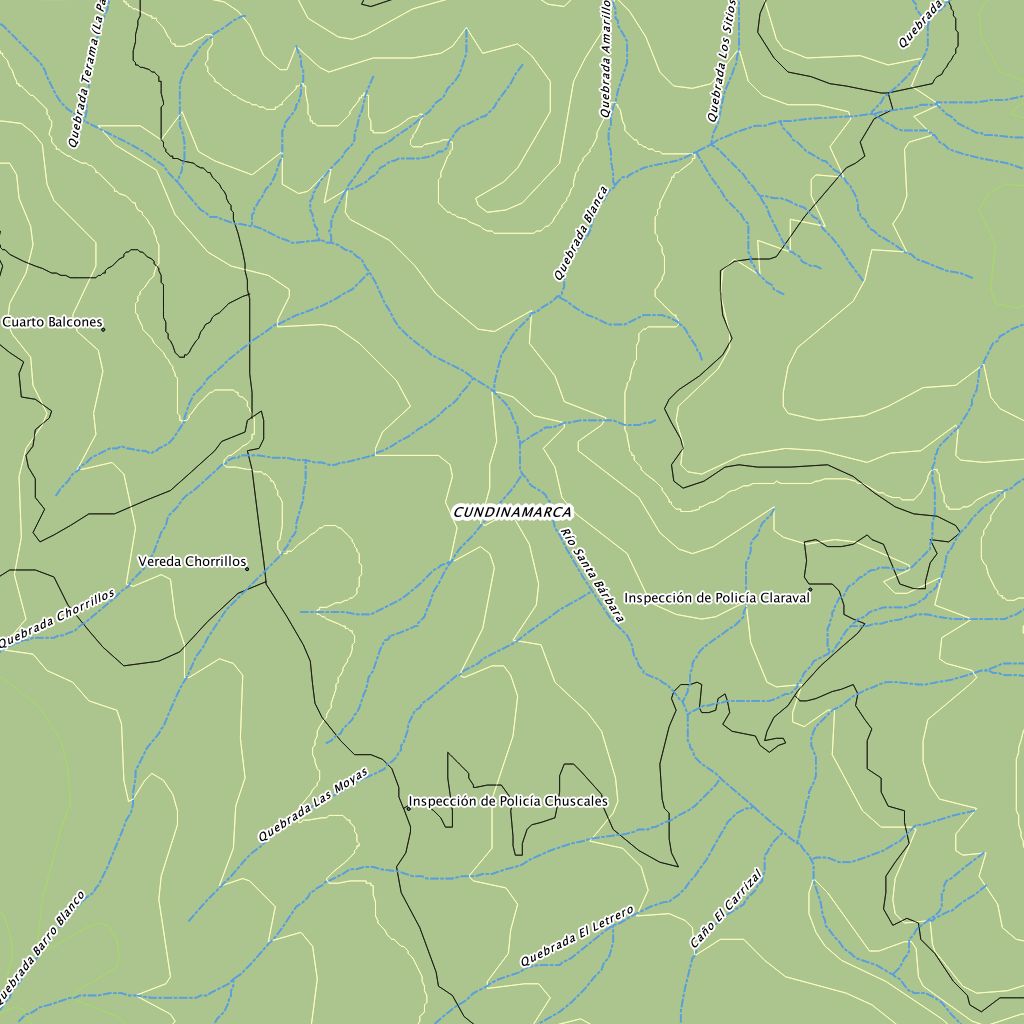 Quebrada Terama (La Pa
Quebrada Amarillo
Quebrada Los Sitios
Quebrada
Quebrada Blanca
Cuarto Balcones
CUNDINAMARCA
Río Santa Bárbara
Vereda Chorrillos
Quebrada Chorrillos
Inspección de Policía Claraval
Quebrada Las Moyas
Inspección de Policía Chuscales
Quebrada Barro Blanco
Quebrada El Letrero
Caño El Carrizal